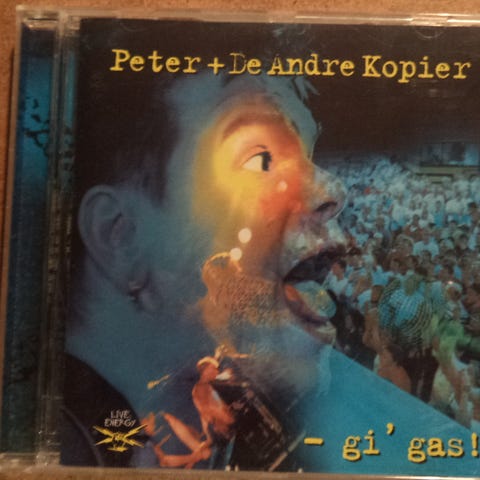 Peter + De Andre Kopier
LIVE
ENERGY
- gi' gas!